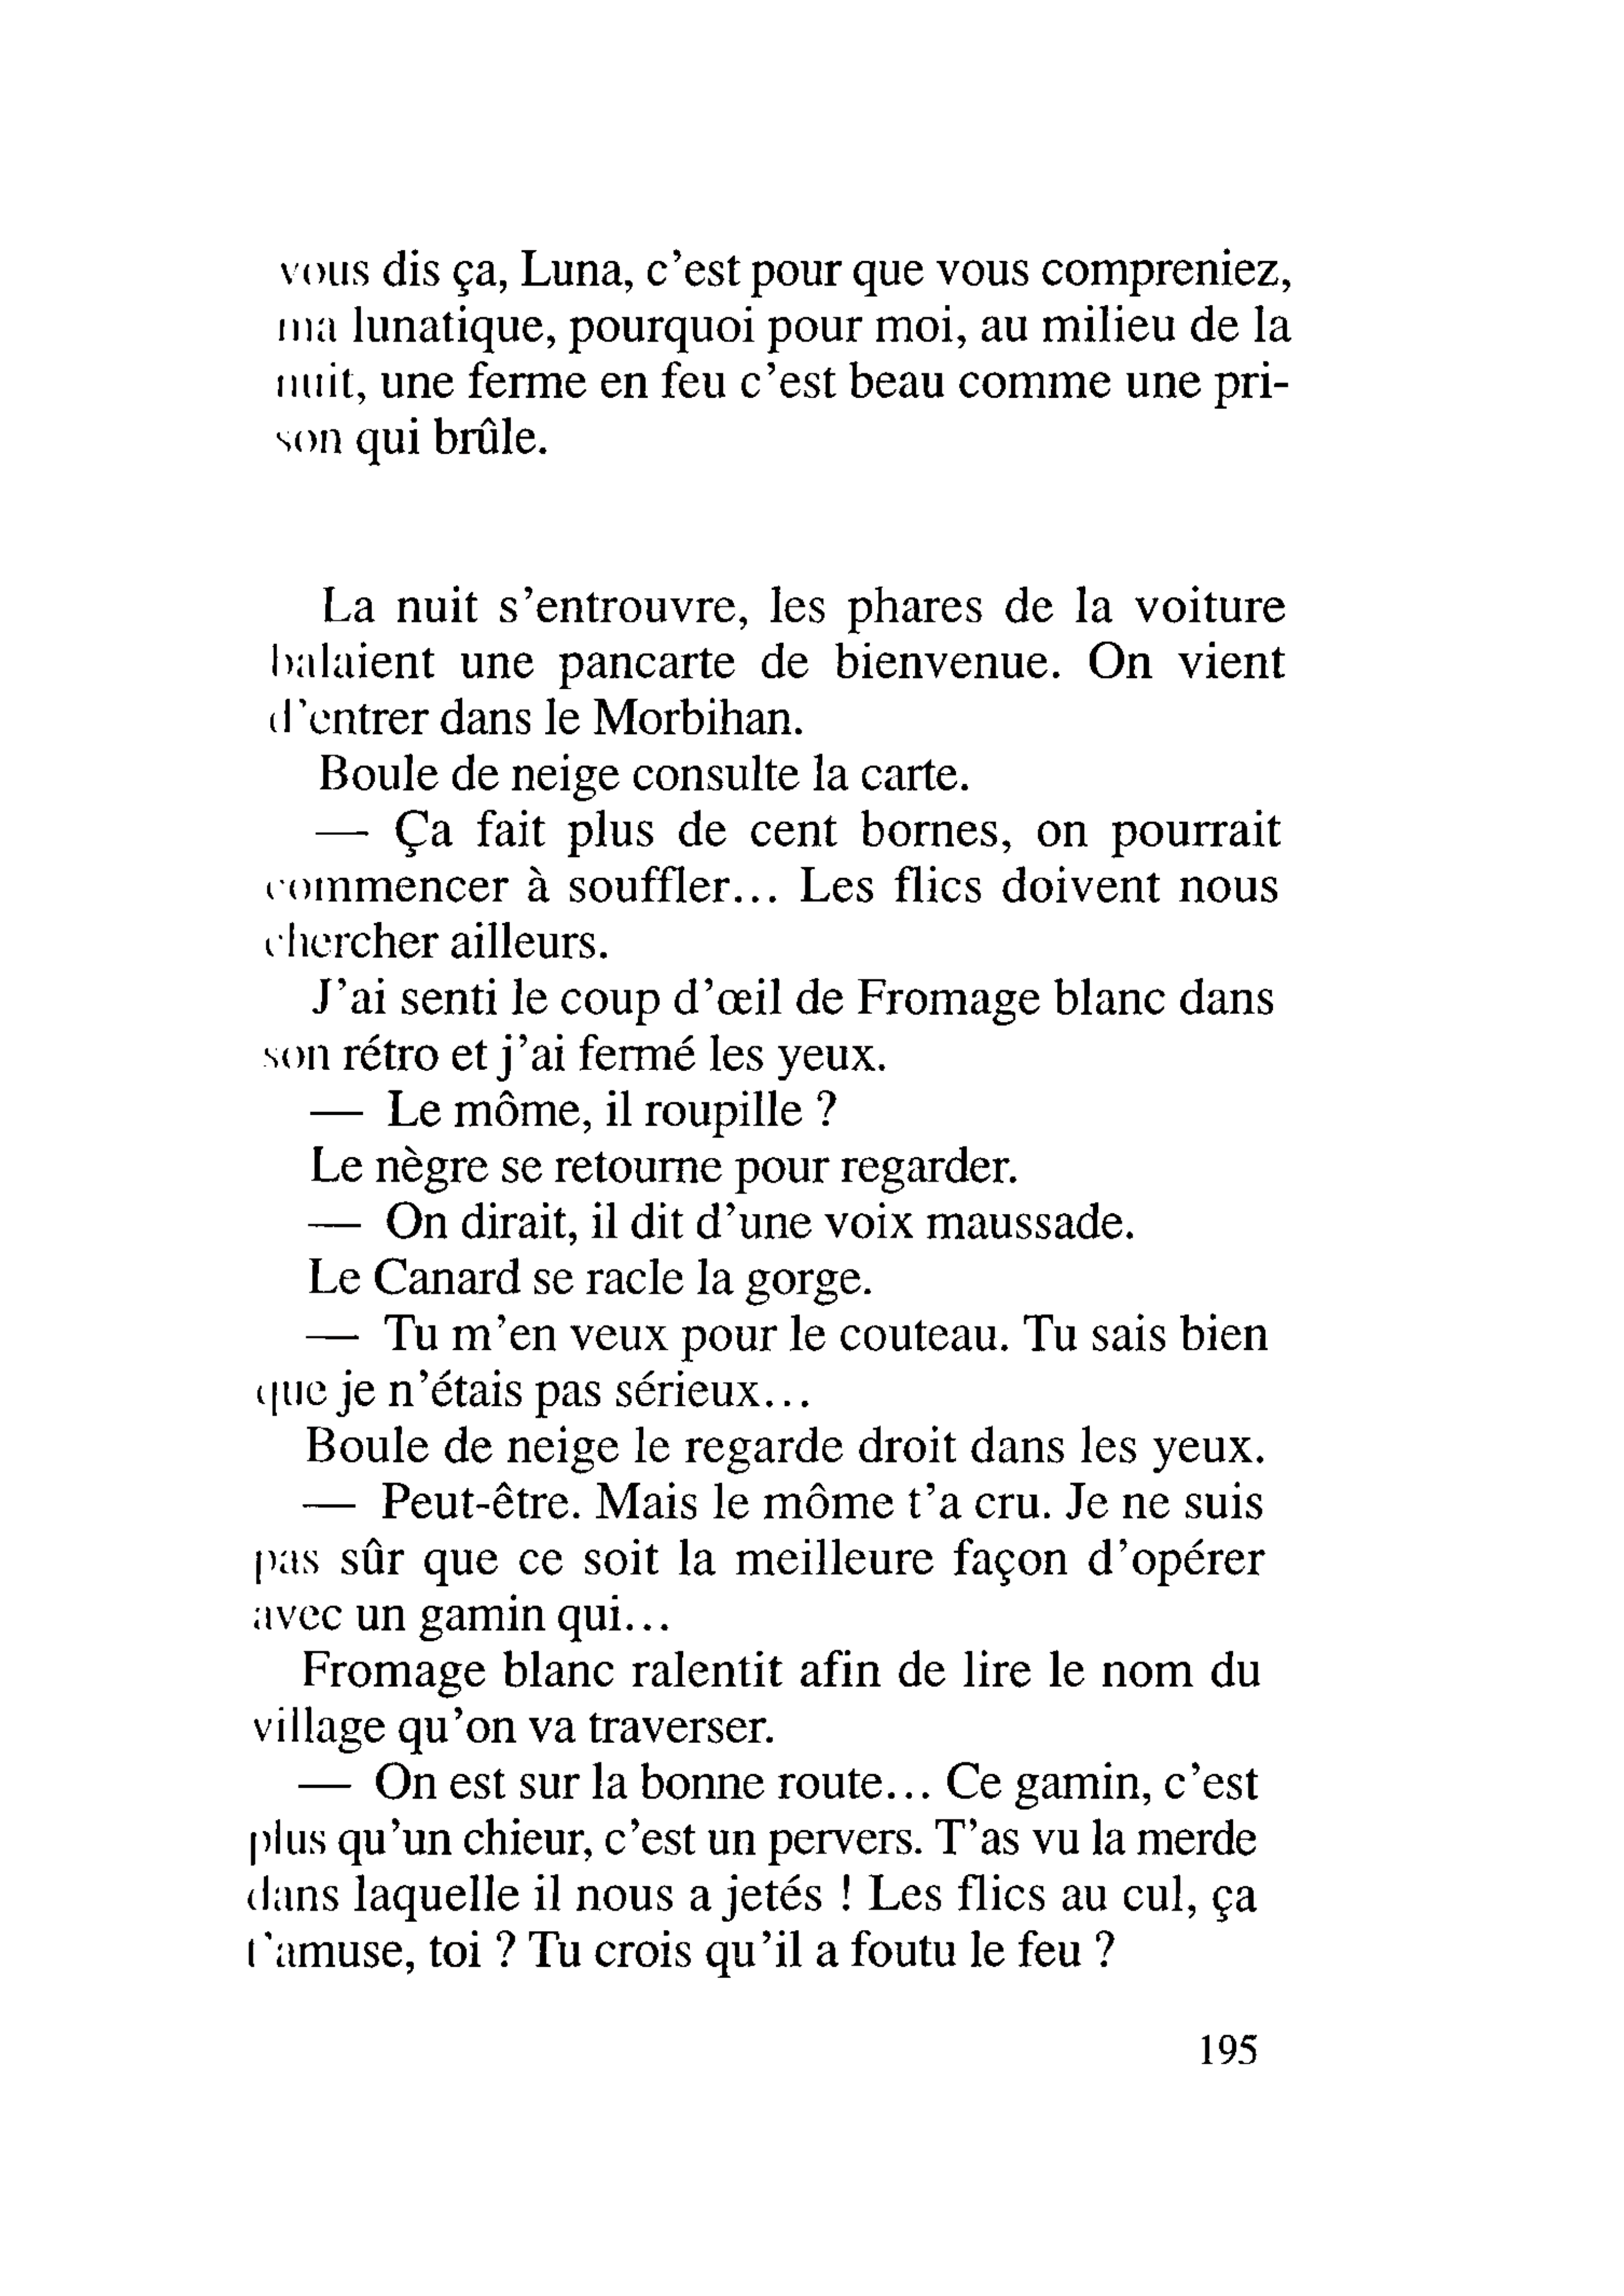 vous dis ça, Luna, c'est pour que vous compreniez,
ma lunatique, pourquoi pour moi, au milieu de la
nuit, une ferme en feu c'est beau comme une pri-
son qui brûle.
La nuit s'entrouvre, les phares de la voiture
balaient une pancarte de bienvenue. On vient
d'entrer dans le Morbihan.
Boule de neige consulte la carte.
— Ça fait plus de cent bornes, on pourrait
commencer à souffler... Les flics doivent nous
chercher ailleurs.
J'ai senti le coup d'œil de Fromage blanc dans
son rétro et j'ai fermé les yeux.
— Le môme, il roupille ?
Le nègre se retourne pour regarder.
— On dirait, il dit d'une voix maussade.
Le Canard se racle la gorge.
— Tu m'en veux pour le couteau. Tu sais bien
que je n'étais pas sérieux...
Boule de neige le regarde droit dans les yeux.
— Peut-être. Mais le môme t'a cru. Je ne suis
pas sûr que ce soit la meilleure façon d'opérer
avec un gamin qui...
Fromage blanc ralentit afin de lire le nom du
village qu'on va traverser.
— On est sur la bonne route... Ce gamin, c'est
plus qu'un chieur, c'est un pervers. T'as vu la merde
dans laquelle il nous a jetés ! Les flics au cul, ça
t'amuse, toi ? Tu crois qu'il a foutu le feu ?
195